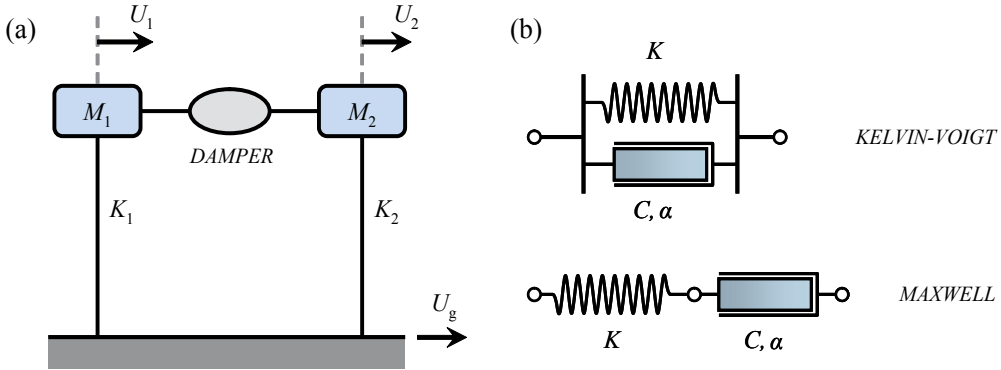 (a)
U1
U2
M1
M2
DAMPER
K1
K2
Ug
(b)
K
KELVIN-VOIGT
C, α
MAXWELL
K
C, α